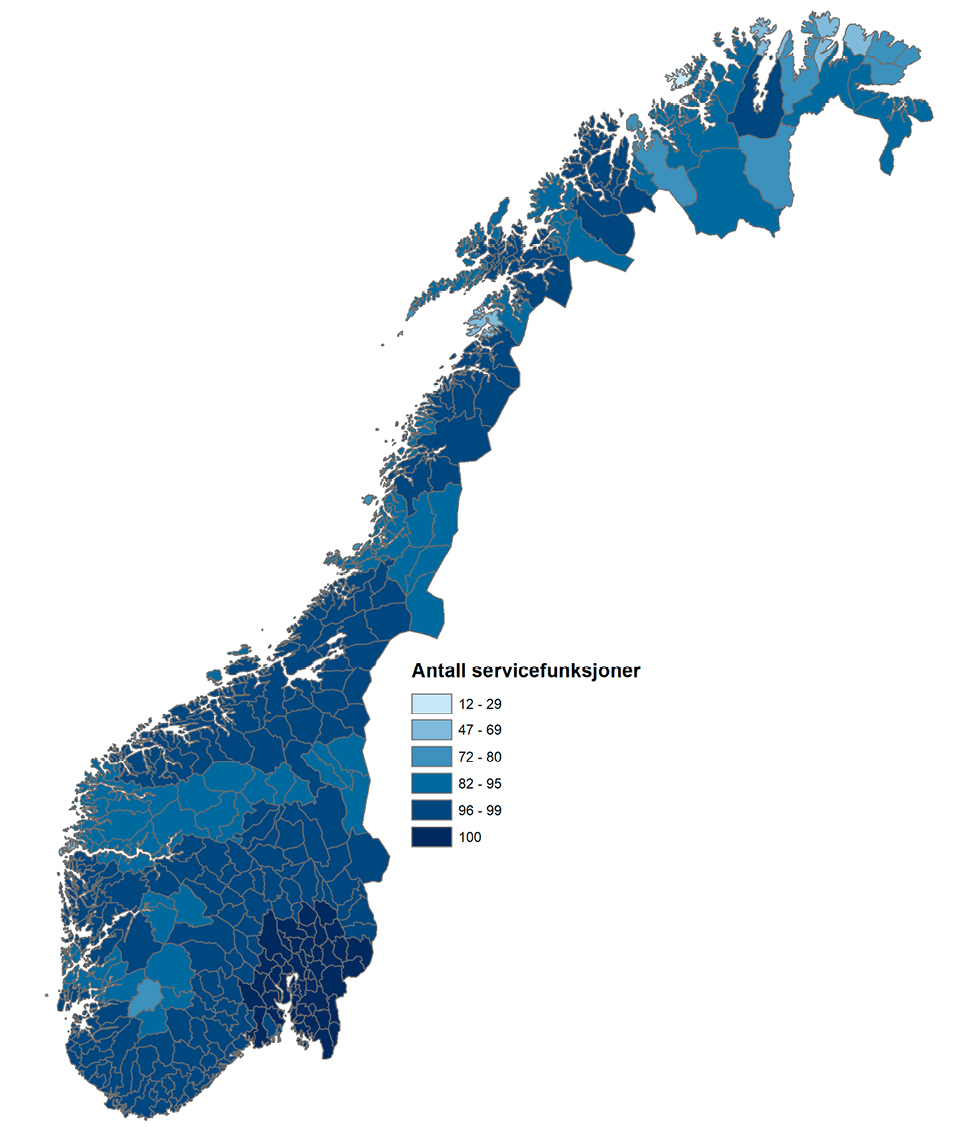 Antall servicefunksjoner
12 - 29
47 - 69
72 - 80
82 - 95
96 - 99
100